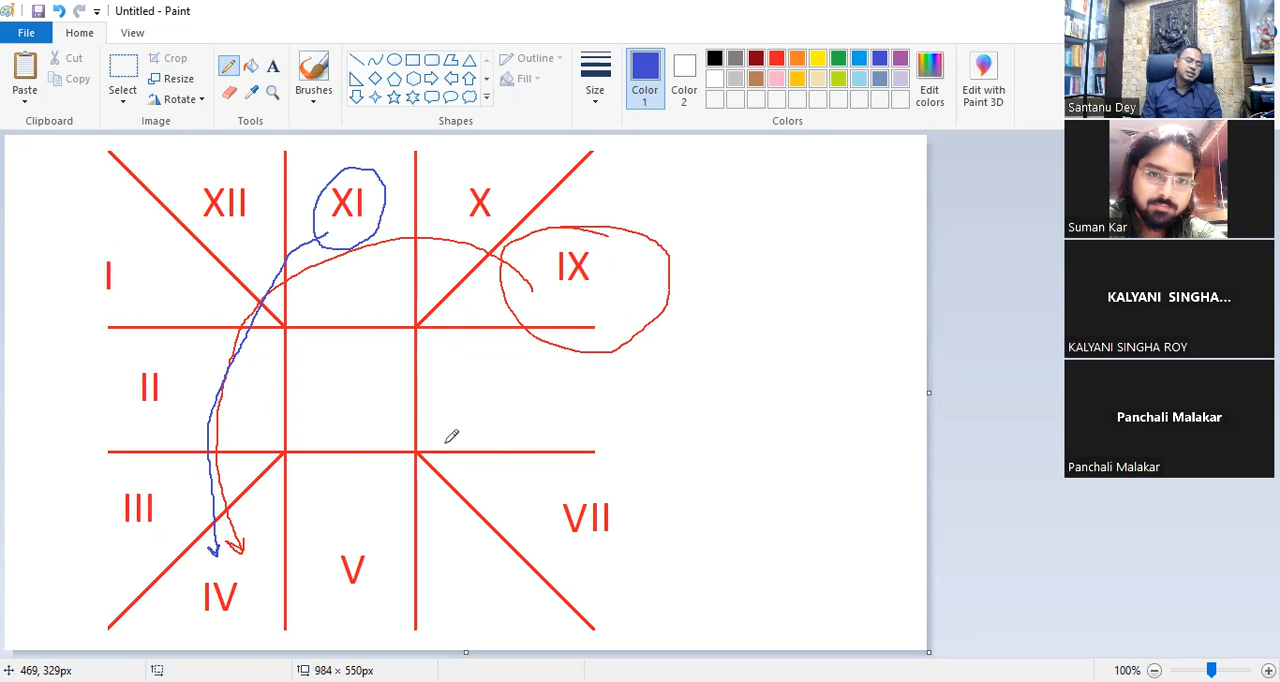 Untitled - Paint
File Home View
Paste
Cut
Copy
Clipboard
Select
Crop
Resize
Rotate
Image
A
Tools
Brushes
Outline
Fill
Shapes
Size
Color 1
Color 2
Edit colors
Edit with Paint 3D
Colors
XII XI X
I IX
II
III VII
IV V
Santanu Dey
Suman Kar
KALYANI SINGHA...
KALYANI SINGHA ROY
Panchali Malakar
Panchali Malakar
469, 329px
984 × 550px
100%